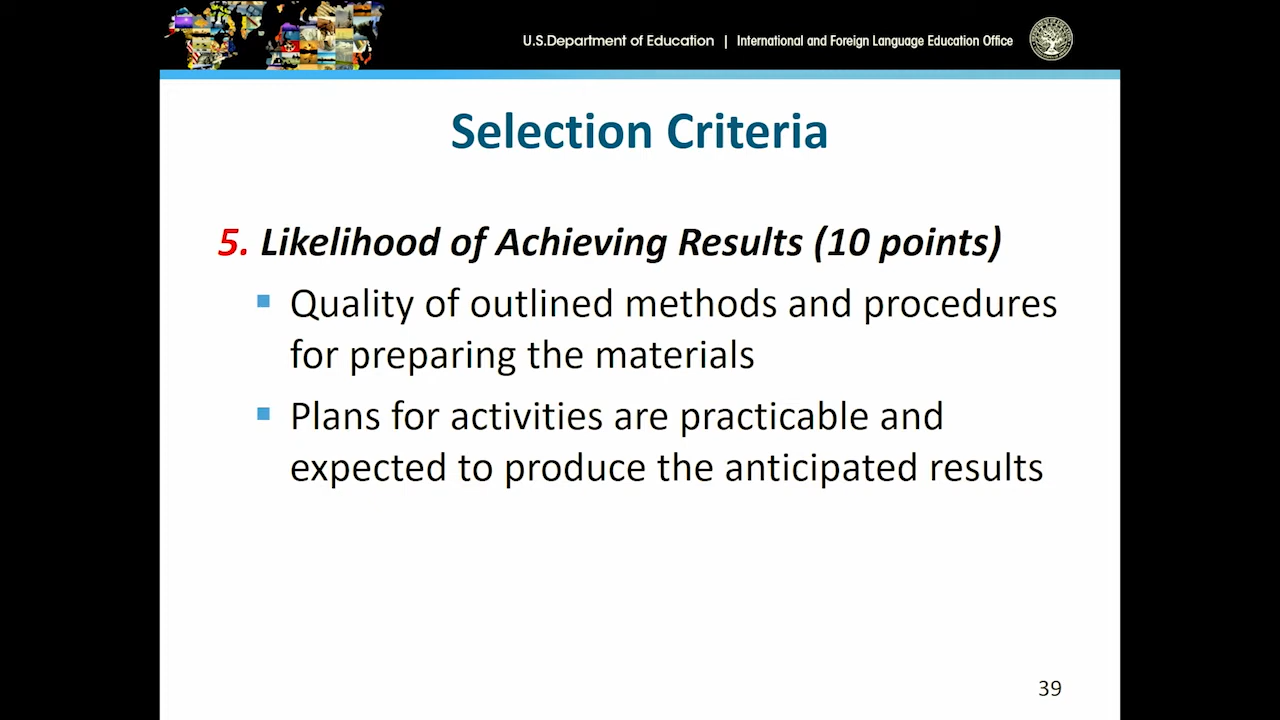 U.S.Department of Education | International and Foreign Language Education Office
Selection Criteria
5. Likelihood of Achieving Results (10 points)
Quality of outlined methods and procedures
for preparing the materials
Plans for activities are practicable and
expected to produce the anticipated results
39